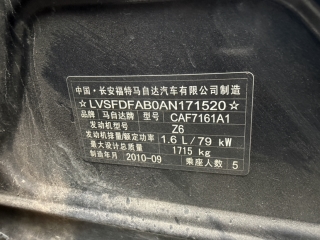 中国·长安福特马自达汽车有限公司制造
☆LVSFDFAB0AN171520☆
品牌 马自达牌 型号 CAF7161A1
发动机型号 Z6
发动机排量/额定功率 1.6 L/79 kW
最大设计总质量 1715 kg
制造年月 2010-09 乘座人数 5